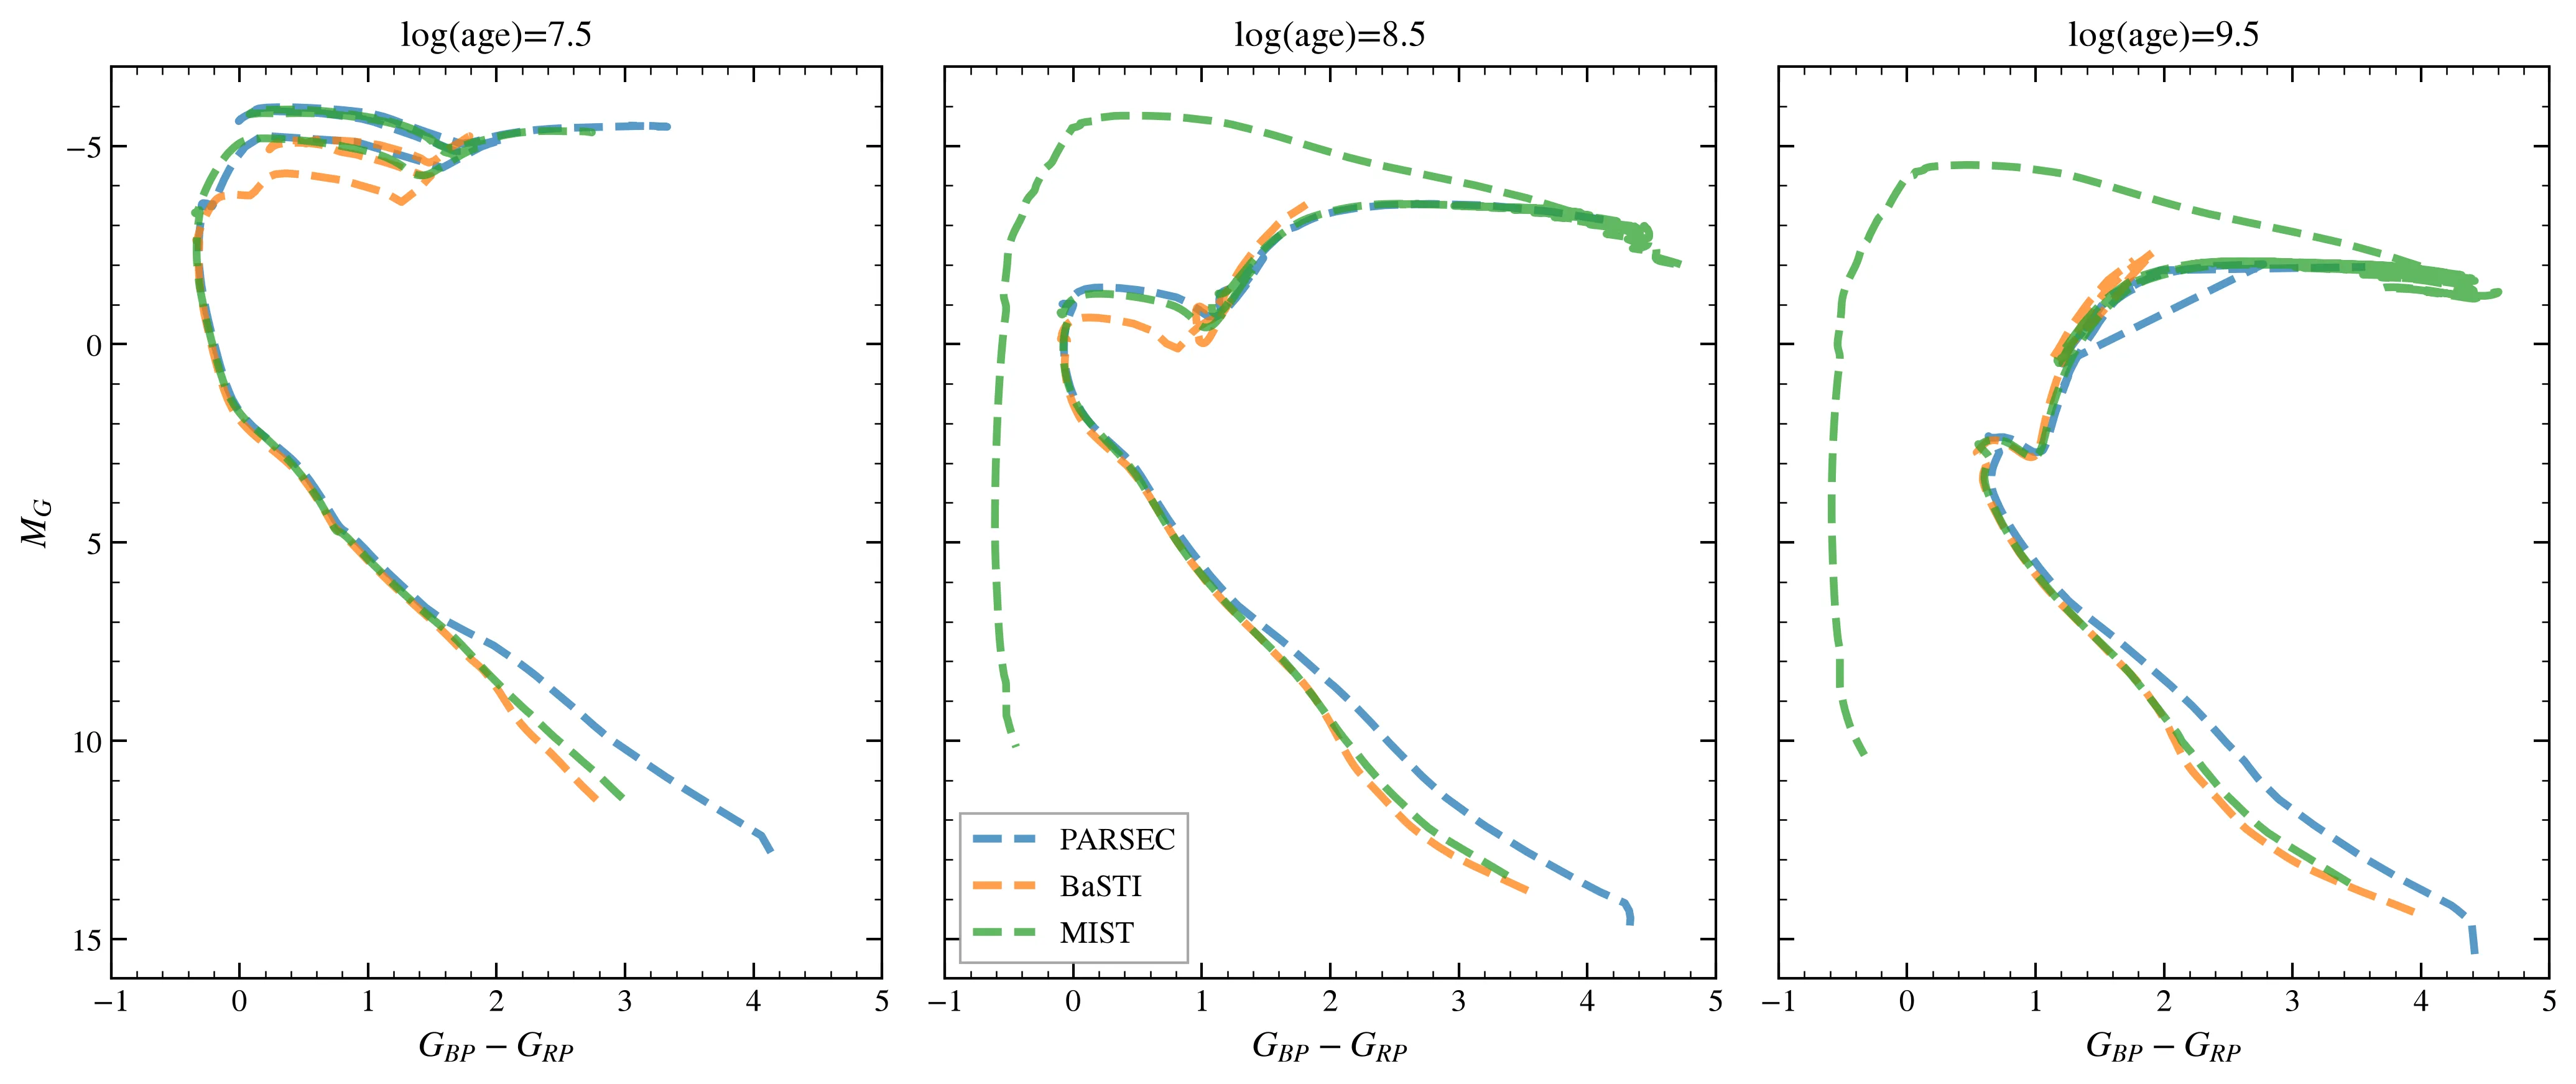 log(age)=7.5
log(age)=8.5
log(age)=9.5
−5
0
5
10
15
M_G
−1 0 1 2 3 4 5
−1 0 1 2 3 4 5
−1 0 1 2 3 4 5
G_BP − G_RP
G_BP − G_RP
G_BP − G_RP
PARSEC
BaSTI
MIST